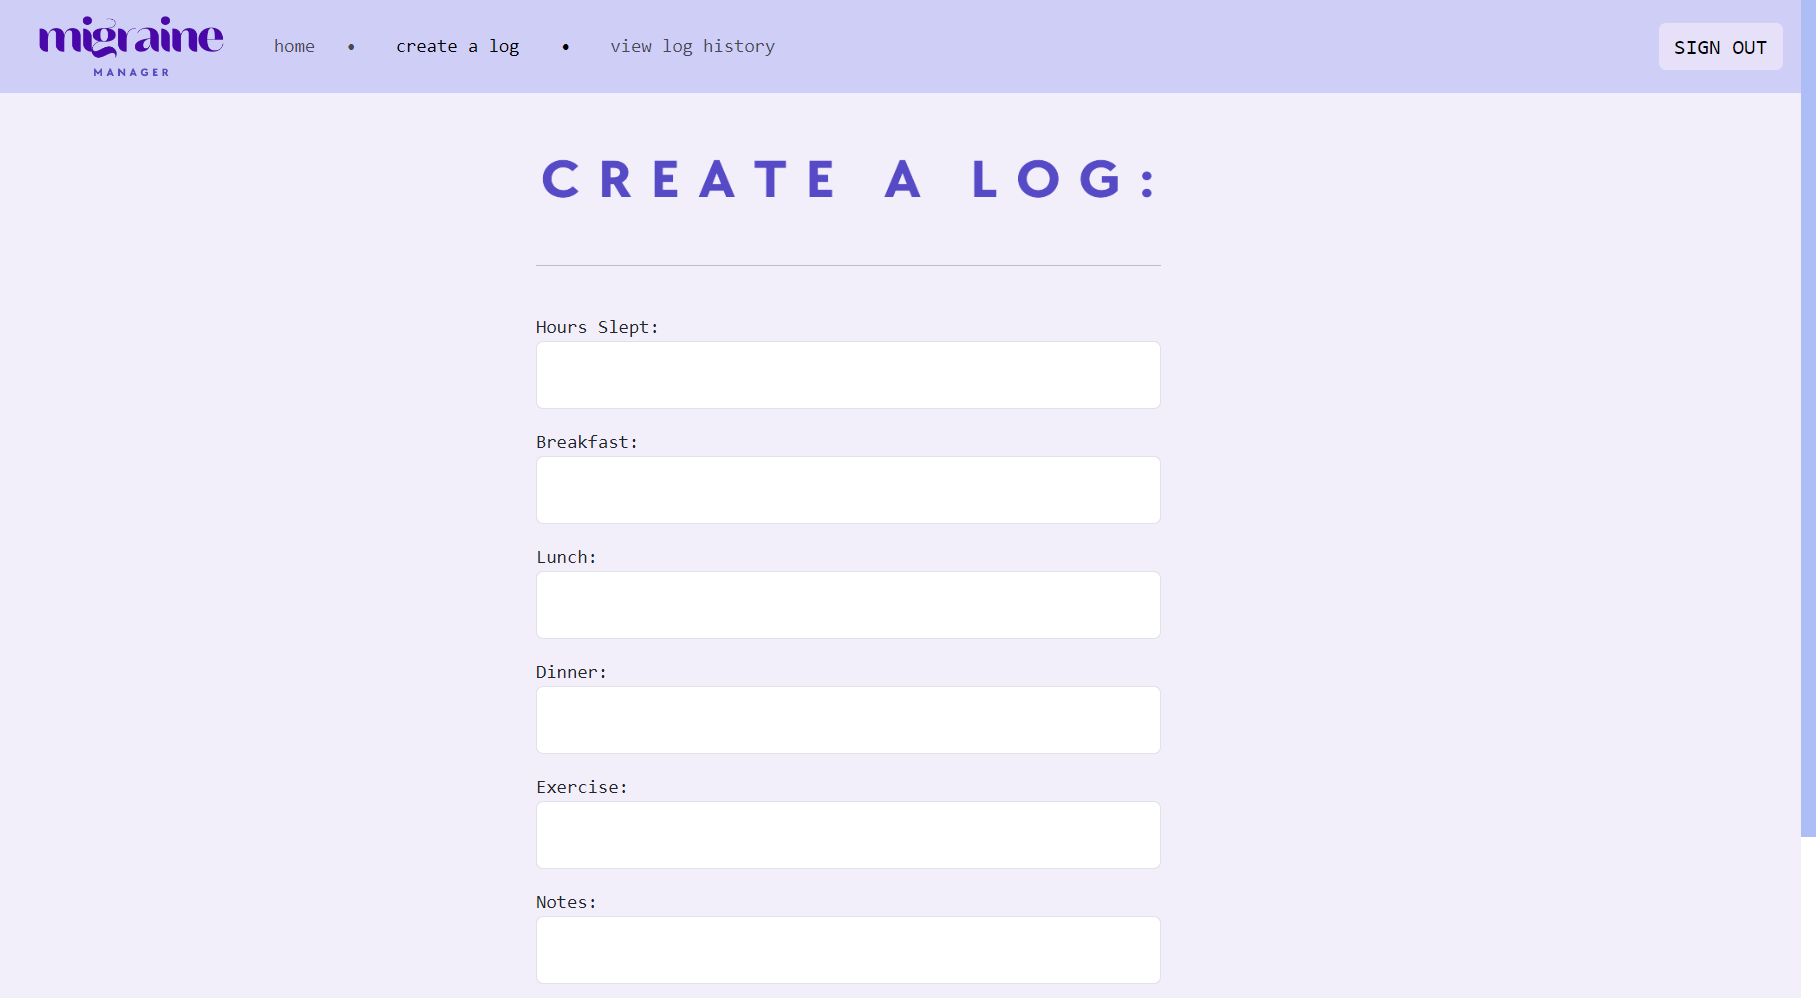 migraine
MANAGER
home • create a log • view log history
SIGN OUT
CREATE A LOG:
Hours Slept:
Breakfast:
Lunch:
Dinner:
Exercise:
Notes: